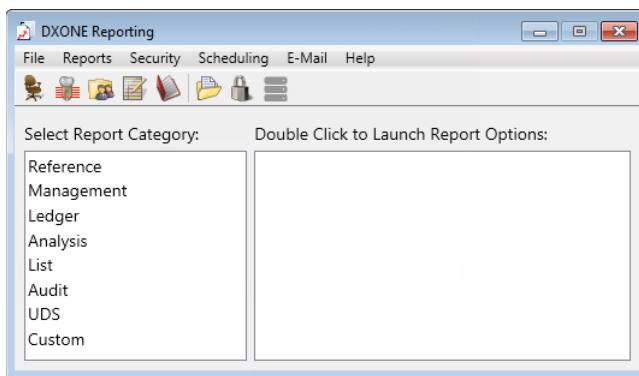 DXONE Reporting
File Reports Security Scheduling E-Mail Help
Select Report Category: Double Click to Launch Report Options:
Reference
Management
Ledger
Analysis
List
Audit
UDS
Custom